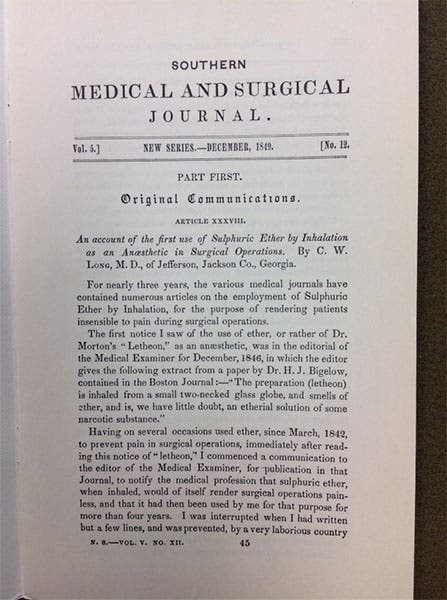 SOUTHERN
MEDICAL AND SURGICAL
JOURNAL.
Vol. 5.] NEW SERIES.—DECEMBER, 1849. [No. 12.
PART FIRST.
Original Communications.
ARTICLE XXXVIII.
An account of the first use of Sulphuric Ether by Inhalation
as an Anæsthetic in Surgical Operations. By C. W.
Long, M. D., of Jefferson, Jackson Co., Georgia.
For nearly three years, the various medical journals have
contained numerous articles on the employment of Sulphuric
Ether by Inhalation, for the purpose of rendering patients
insensible to pain during surgical operations.
The first notice I saw of the use of ether, or rather of Dr.
Morton's " Letheon," as an anæsthetic, was in the editorial of
the Medical Examiner for December, 1846, in which the editor
gives the following extract from a paper by Dr. H. J. Bigelow,
contained in the Boston Journal :—" The preparation (letheon)
is inhaled from a small two-necked glass globe, and smells of
ether, and is, we have little doubt, an etherial solution of some
narcotic substance."
Having on several occasions used ether, since March, 1842,
to prevent pain in surgical operations, immediately after read-
ing this notice of " letheon," I commenced a communication to
the editor of the Medical Examiner, for publication in that
Journal, to notify the medical profession that sulphuric ether,
when inhaled, would of itself render surgical operations pain-
less, and that it had been used by me for that purpose for
more than four years. I was interrupted when I had written
but a few lines, and was prevented, by a very laborious country
N. S.—VOL. V. NO. XII. 45